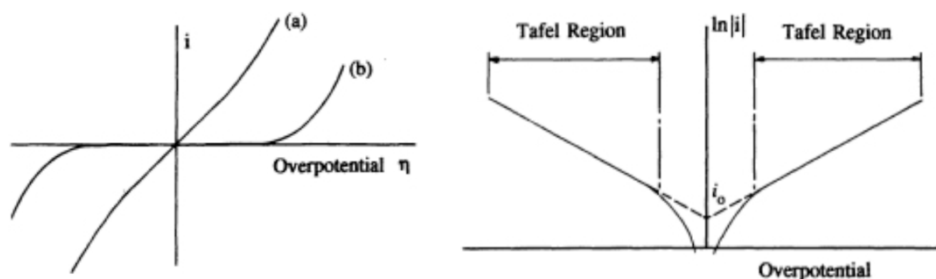 i
(a)
(b)
Overpotential η
ln|i|
Tafel Region
Tafel Region
i₀
Overpotential